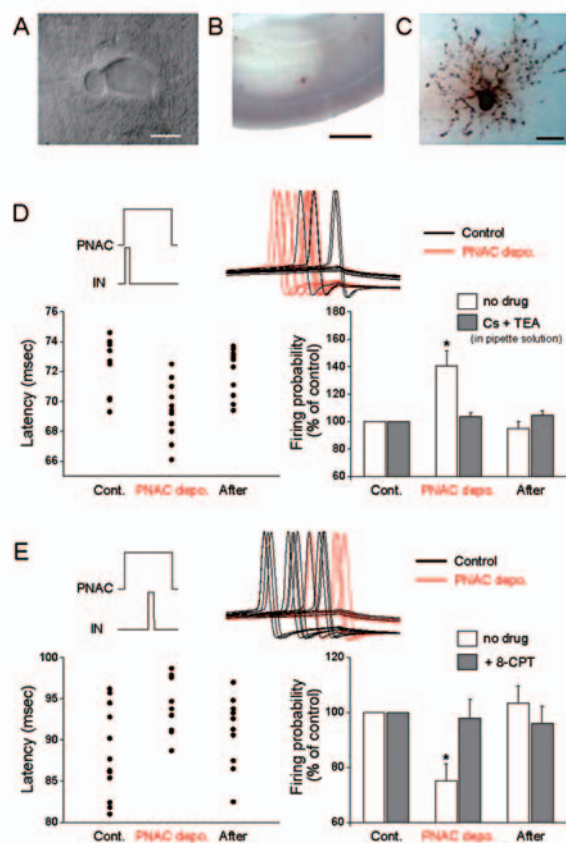 A
B
C
D
PNAC
IN
Control
PNAC depo.
no drug
Cs + TEA
(in pipette solution)
Latency (msec)
76
74
72
70
68
66
Cont. PNAC depo. After
Firing probability
(% of control)
180
160
140
120
100
80
60
*
Cont. PNAC depo. After
E
PNAC
IN
Control
PNAC depo.
no drug
+ 8-CPT
Latency (msec)
100
95
90
85
80
Cont. PNAC depo. After
Firing probability
(% of control)
120
100
80
60
*
Cont. PNAC depo. After